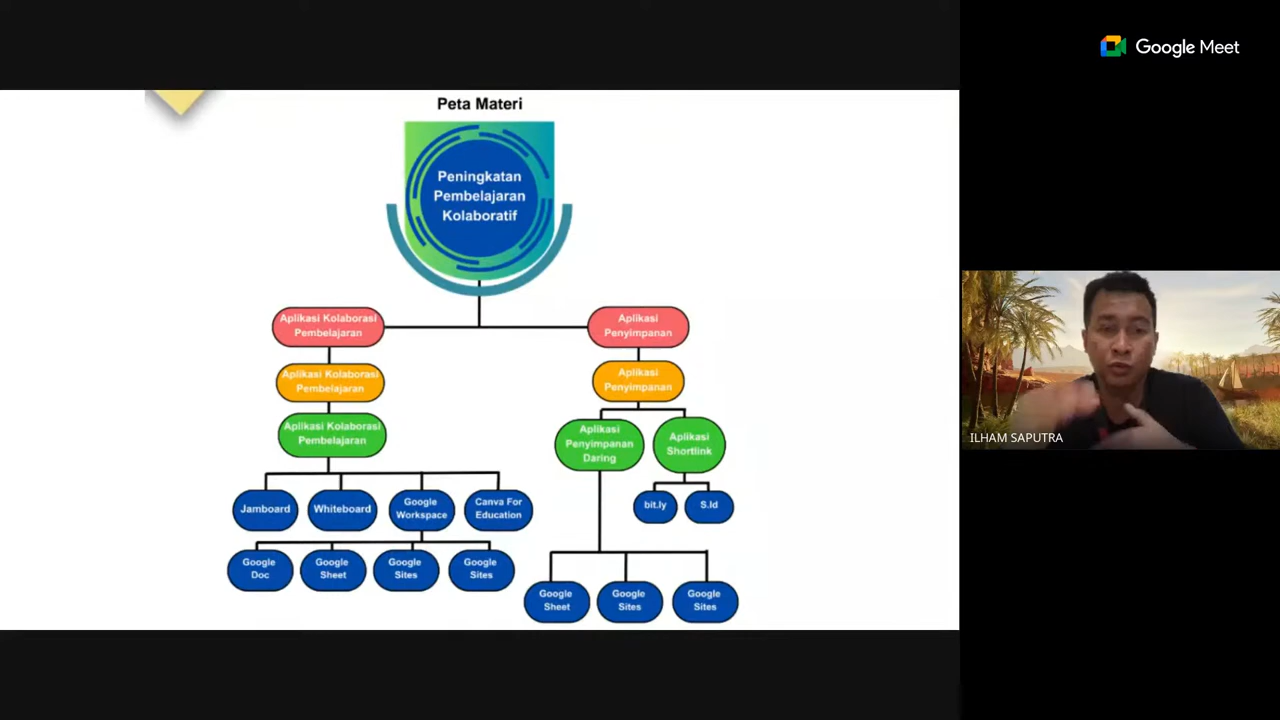 Google Meet
Peta Materi
Peningkatan
Pembelajaran
Kolaboratif
Aplikasi Kolaborasi
Pembelajaran
Aplikasi
Penyimpanan
Aplikasi Kolaborasi
Pembelajaran
Aplikasi
Penyimpanan
Aplikasi Kolaborasi
Pembelajaran
Aplikasi
Penyimpanan
Daring
Aplikasi
Shortlink
Jamboard
Whiteboard
Google
Workspace
Canva For
Education
bit.ly
S.Id
Google
Doc
Google
Sheet
Google
Sites
Google
Sites
Google
Sheet
Google
Sites
Google
Sites
ILHAM SAPUTRA